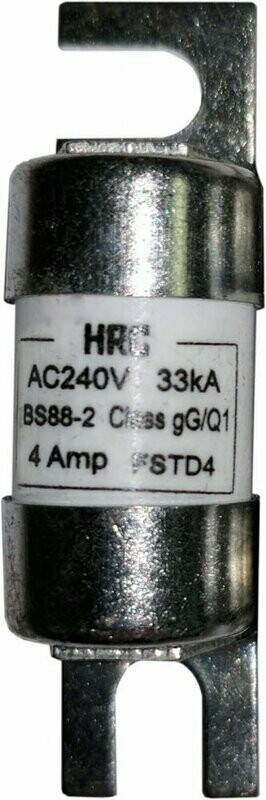 HRC
AC240V 33kA
BS88-2 Class gG/Q1
4 Amp FSTD4